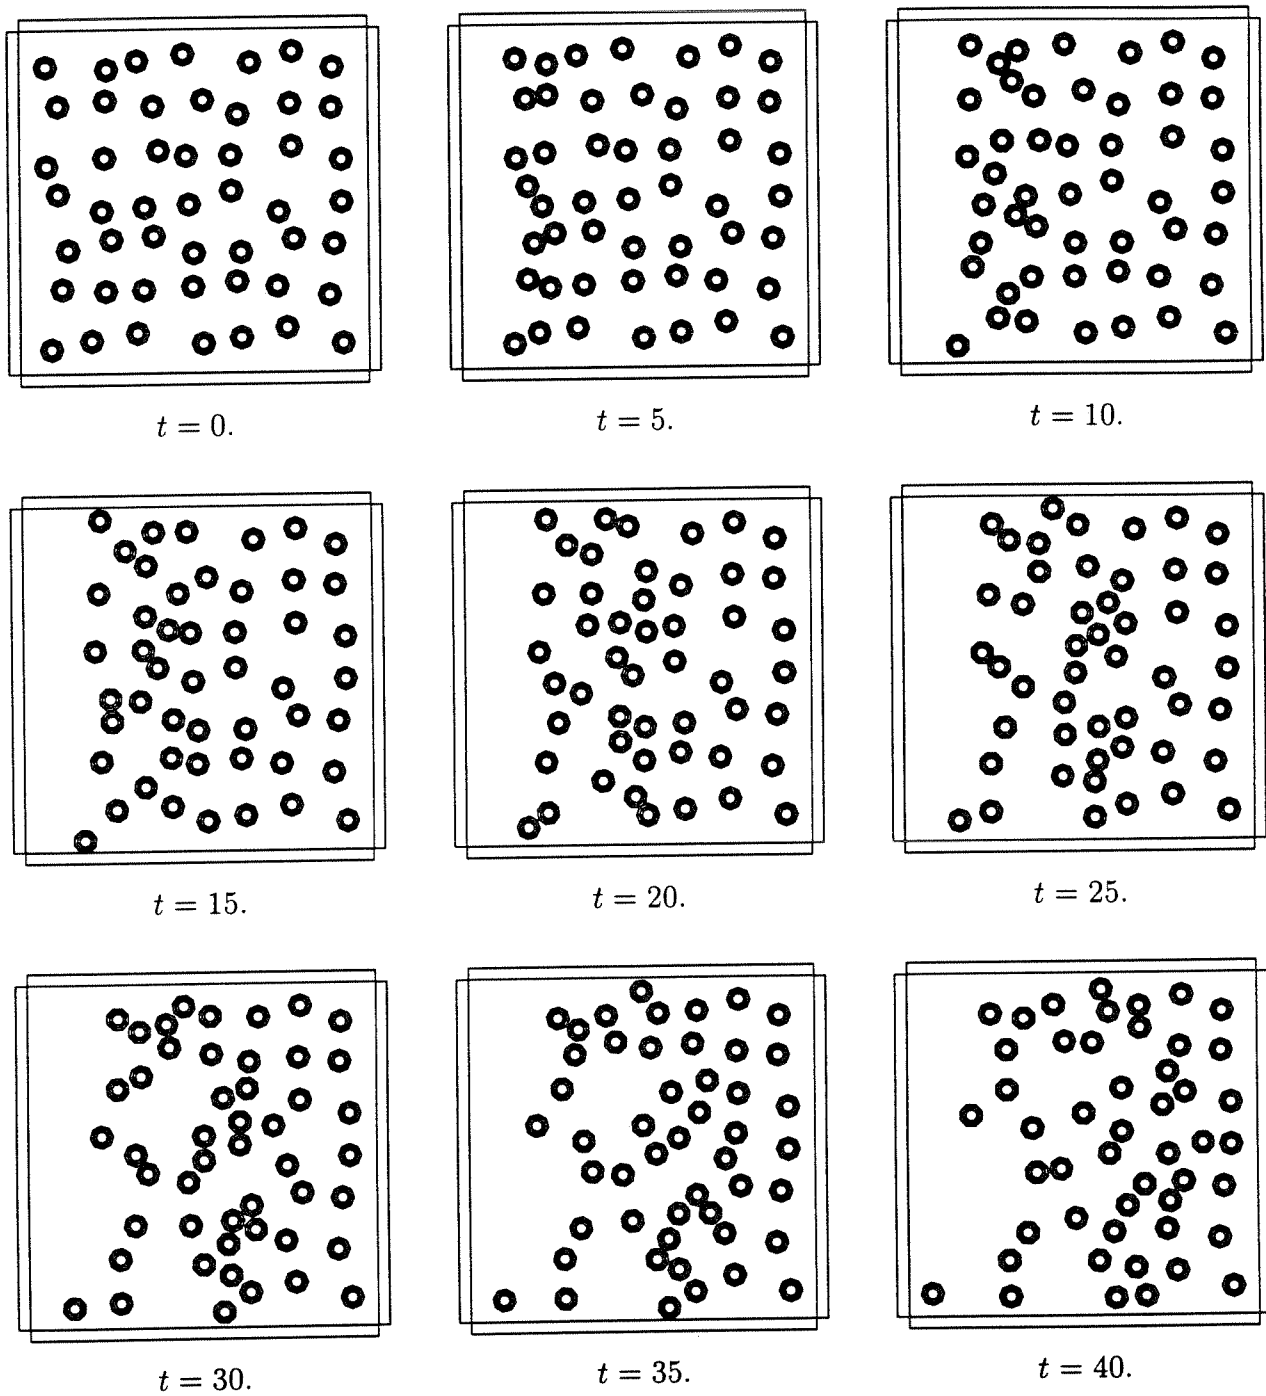 t = 0.
t = 5.
t = 10.
t = 15.
t = 20.
t = 25.
t = 30.
t = 35.
t = 40.